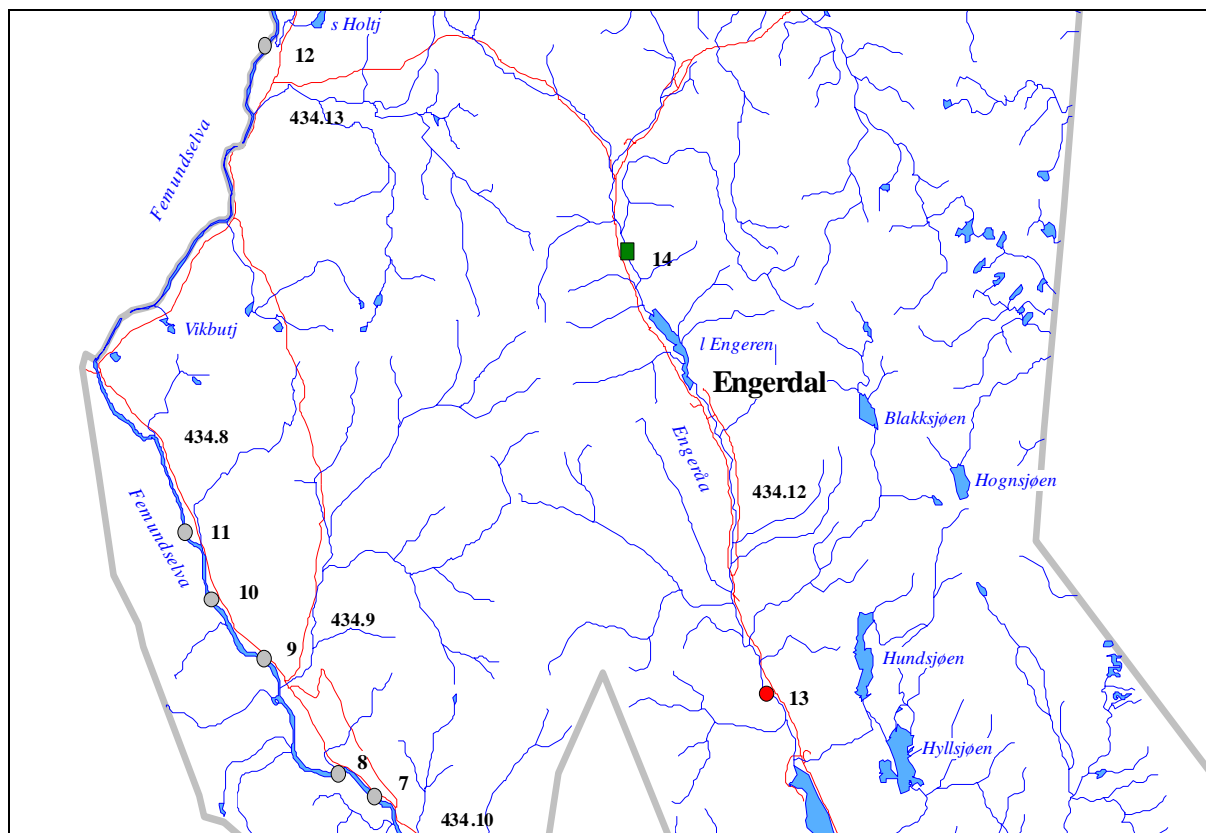 s Holtj
12
434.13
Femundselva
14
Vikbutj
l Engeren
Engerdal
Blakksjøen
434.8
Engeråa
Hognsjøen
434.12
Femundselva
11
10
434.9
9
Hundsjøen
13
Hyllsjøen
8
7
434.10